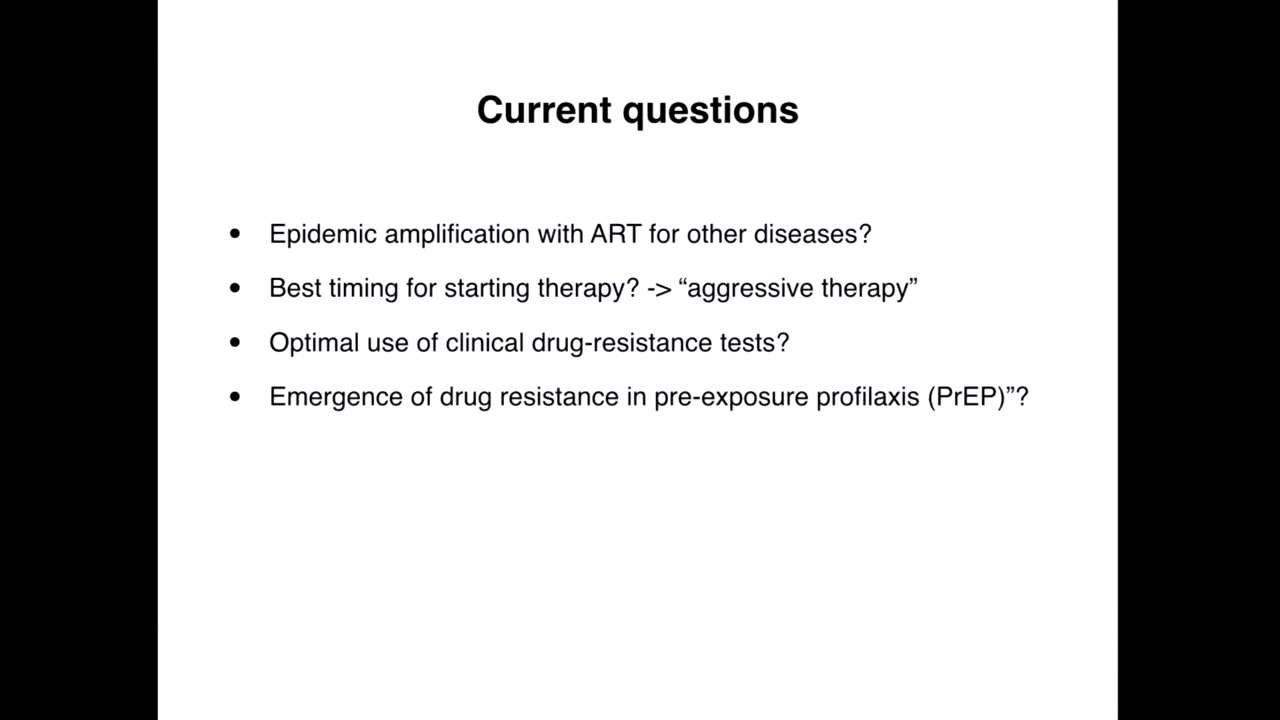 Current questions
• Epidemic amplification with ART for other diseases?
• Best timing for starting therapy? -> “aggressive therapy”
• Optimal use of clinical drug-resistance tests?
• Emergence of drug resistance in pre-exposure profilaxis (PrEP)”?